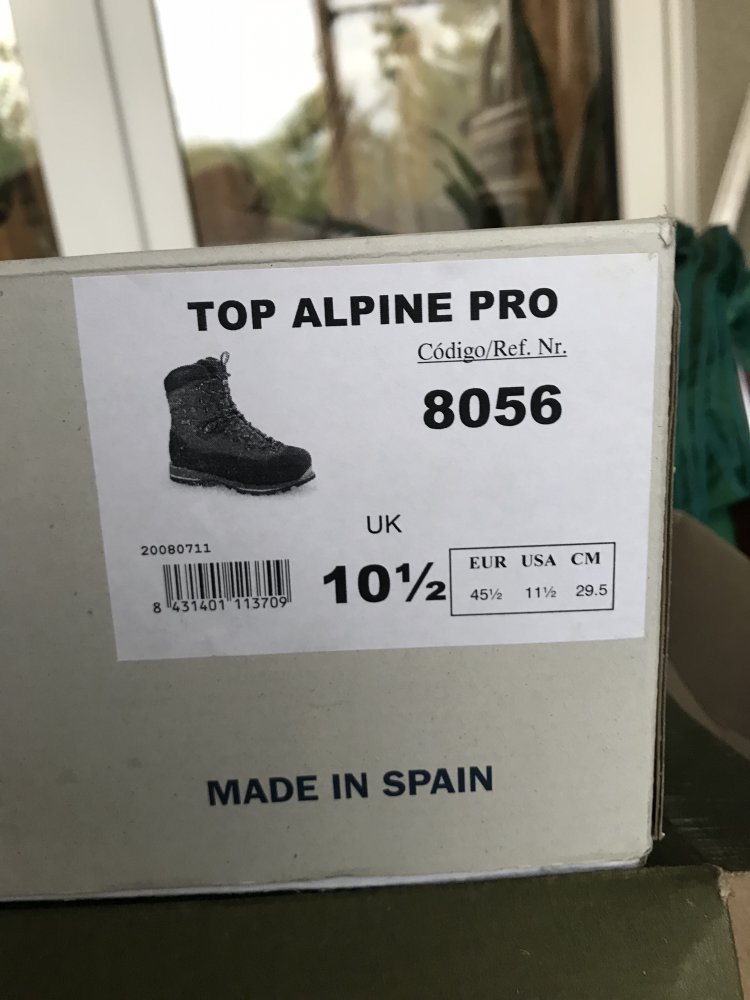 TOP ALPINE PRO
Código/Ref. Nr.
8056
UK
20080711
8 431401 113709
10½
EUR USA CM
45½ 11½ 29.5
MADE IN SPAIN